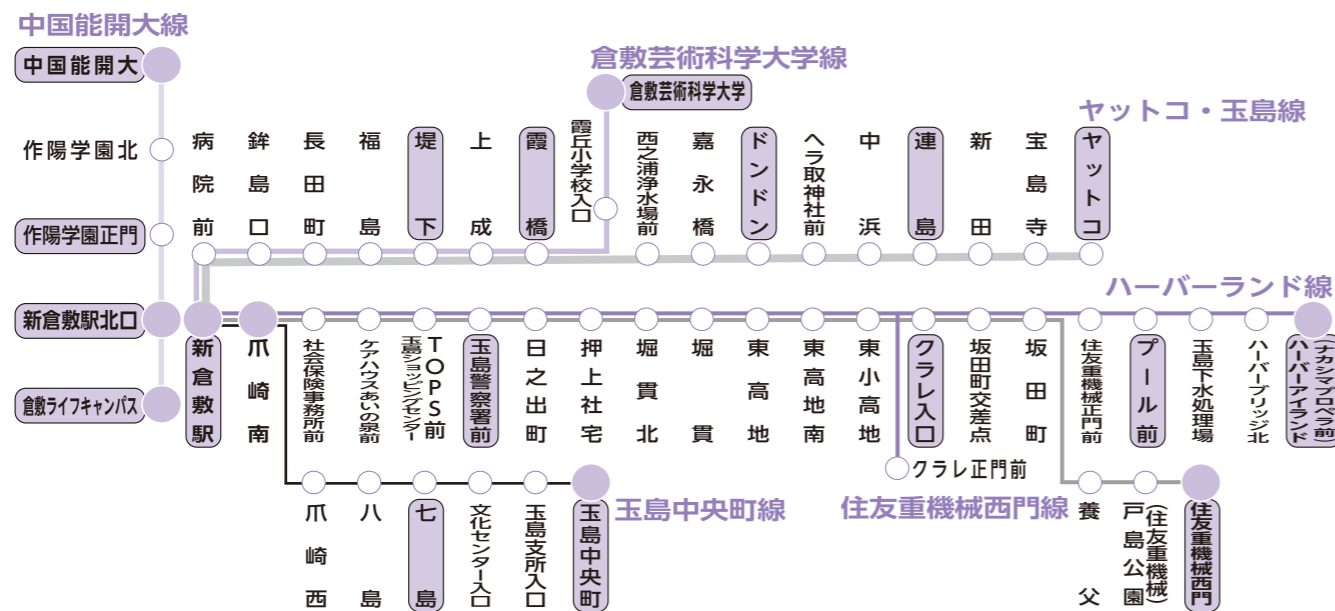 中国能開大線
中国能開大
作陽学園北
作陽学園正門
新倉敷駅北口
倉敷ライフキャンパス
倉敷芸術科学大学線
倉敷芸術科学大学
ヤットコ・玉島線
病院前
鉾島口
長田町
福島
堤下
上成
霞橋
霞丘小学校入口
西之浦浄水場前
嘉永橋
ドンドン
ヘラ取神社前
中浜
連島
新田
宝島寺
ヤットコ
ハーバーランド線
新倉敷駅
爪崎南
社会保険事務所前
ケアハウスあいの泉前
TOPS前
玉島ショッピングセンター
玉島警察署前
日之出町
押上社宅
堀貫北
堀貫
東高地
東高地南
東小高地
クラレ入口
坂田町交差点
坂田町
住友重機械正門前
プール前
玉島下水処理場
ハーバーブリッジ北
(ナカシマプロペラ前)
ハーバーアイランド
クラレ正門前
爪崎西
八島
七島
文化センター入口
玉島支所入口
玉島中央町
玉島中央町線
住友重機械西門線
養父
(住友重機械)
戸島公園
住友重機械西門